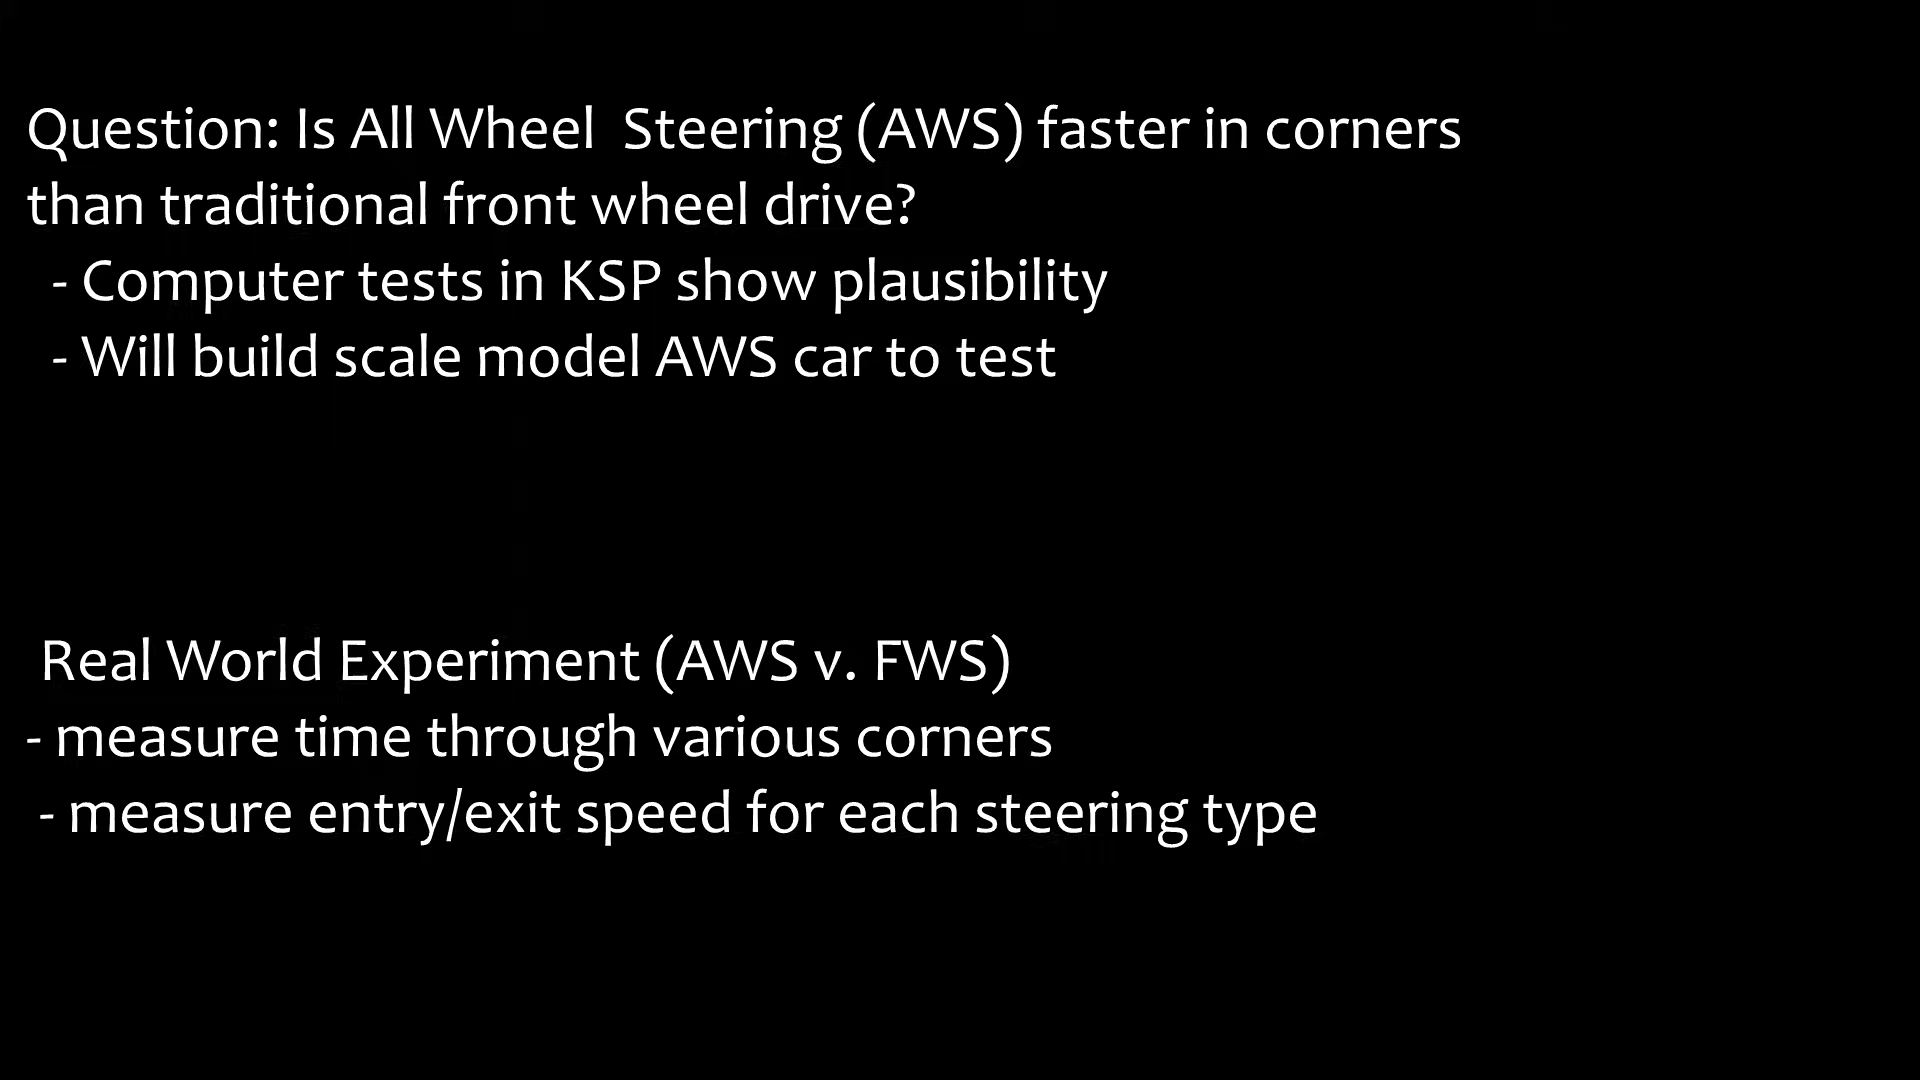 Question: Is All Wheel  Steering (AWS) faster in corners
than traditional front wheel drive?
- Computer tests in KSP show plausibility
- Will build scale model AWS car to test
Real World Experiment (AWS v. FWS)
- measure time through various corners
- measure entry/exit speed for each steering type